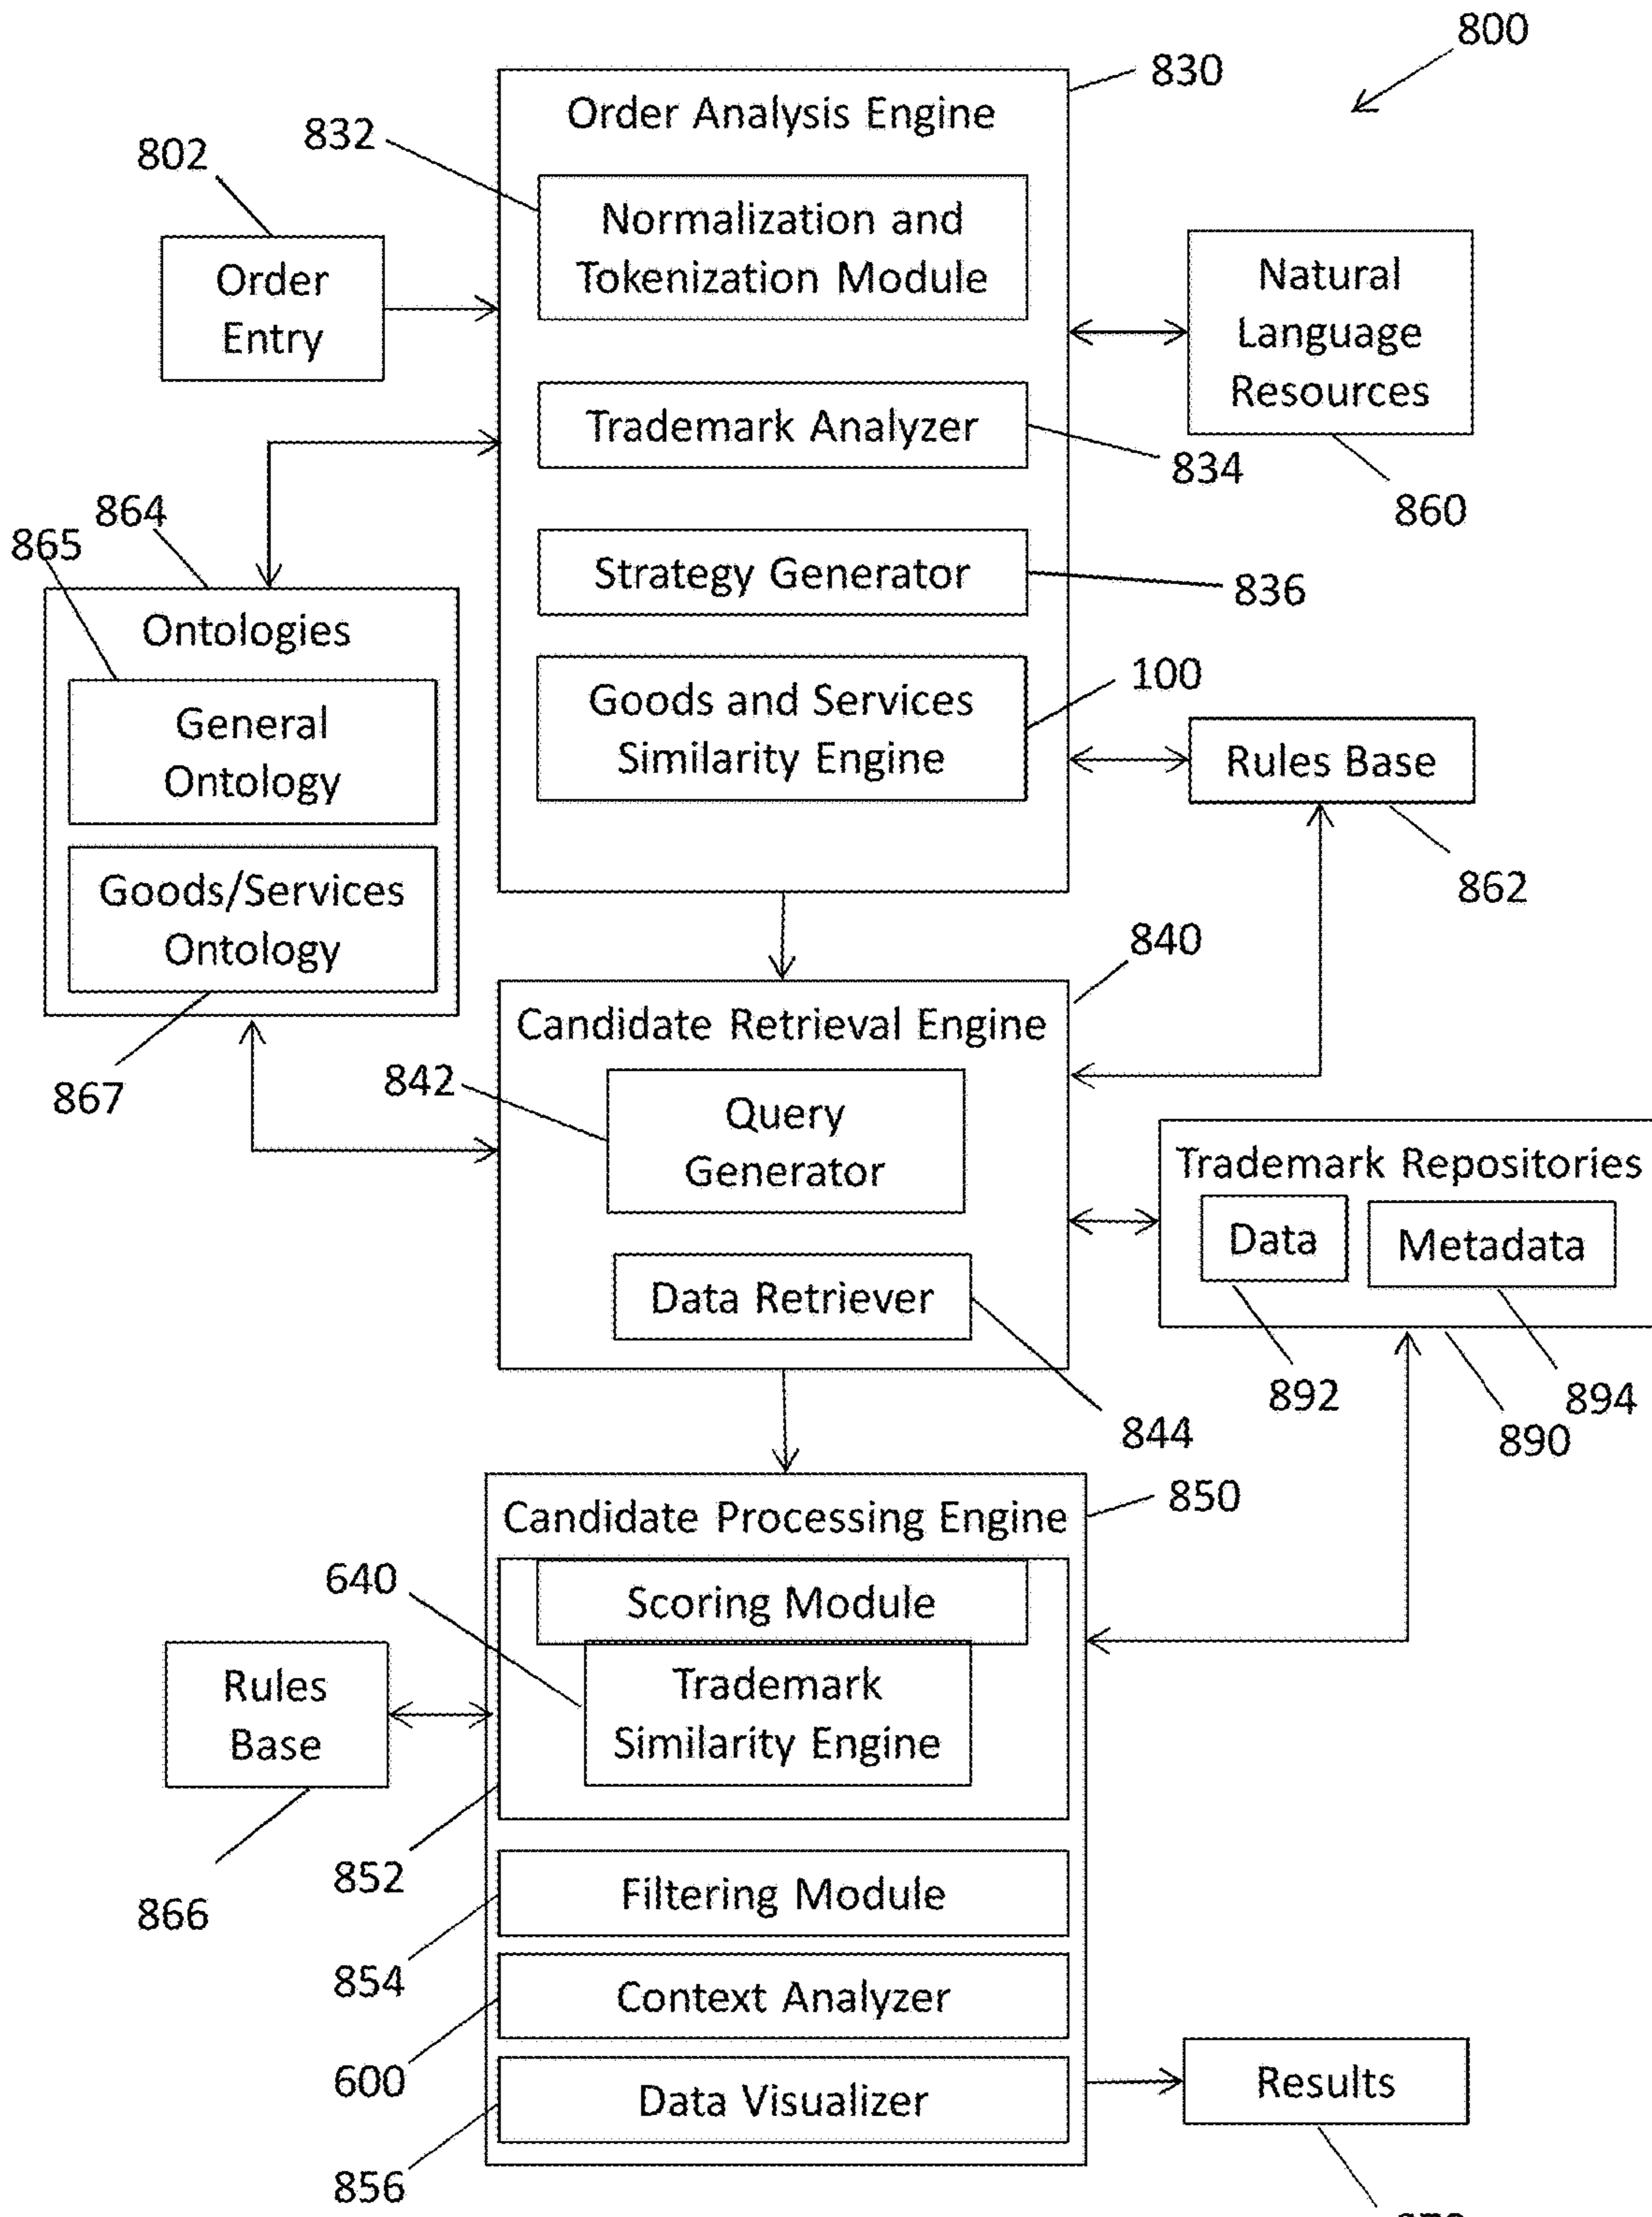 800
830
Order Analysis Engine
832
802
Normalization and
Tokenization Module
Order
Entry
Natural
Language
Resources
Trademark Analyzer
834
860
864
865
Strategy Generator
836
Ontologies
100
General
Ontology
Goods and Services
Similarity Engine
Rules Base
862
Goods/Services
Ontology
840
867
Candidate Retrieval Engine
842
Query
Generator
Trademark Repositories
Data
Metadata
Data Retriever
892
894
844
890
850
Candidate Processing Engine
640
Scoring Module
Rules
Base
Trademark
Similarity Engine
852
866
Filtering Module
854
Context Analyzer
600
Results
Data Visualizer
856